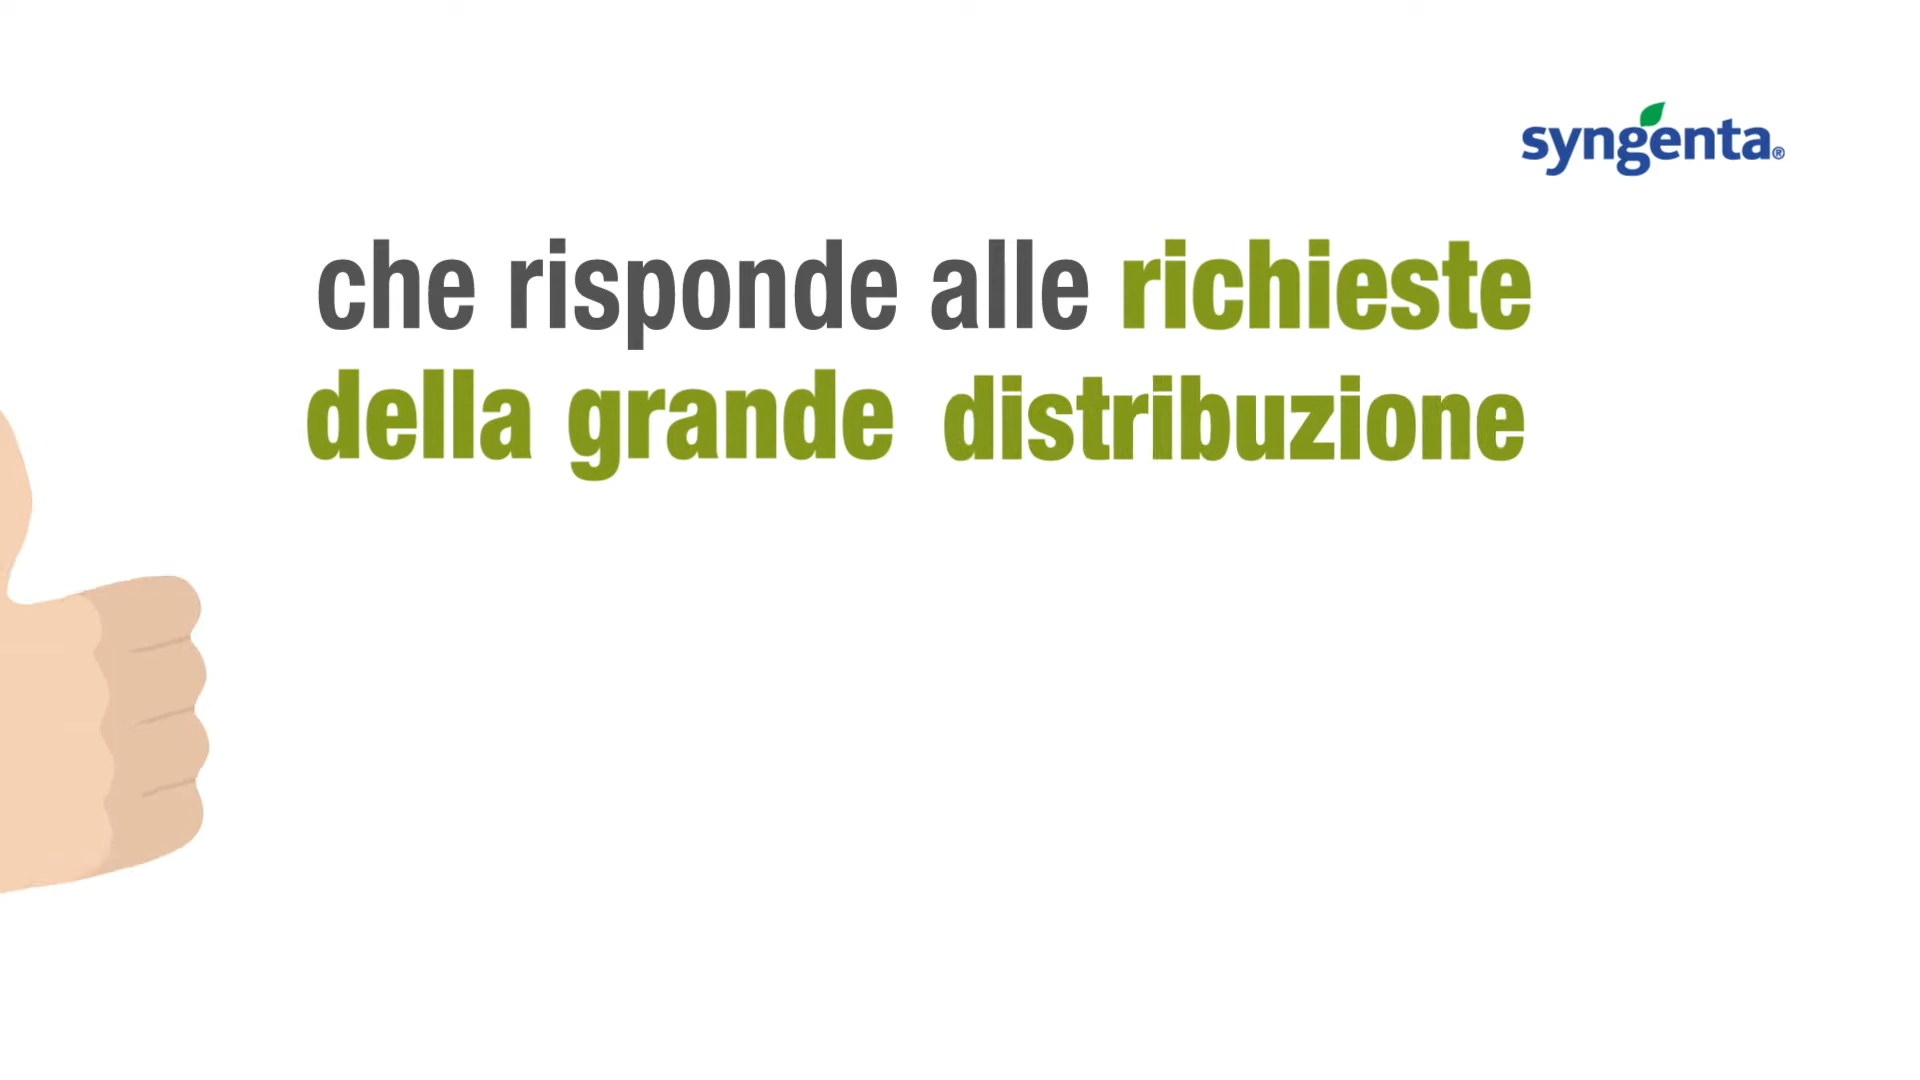 syngenta®
che risponde alle richieste
della grande distribuzione